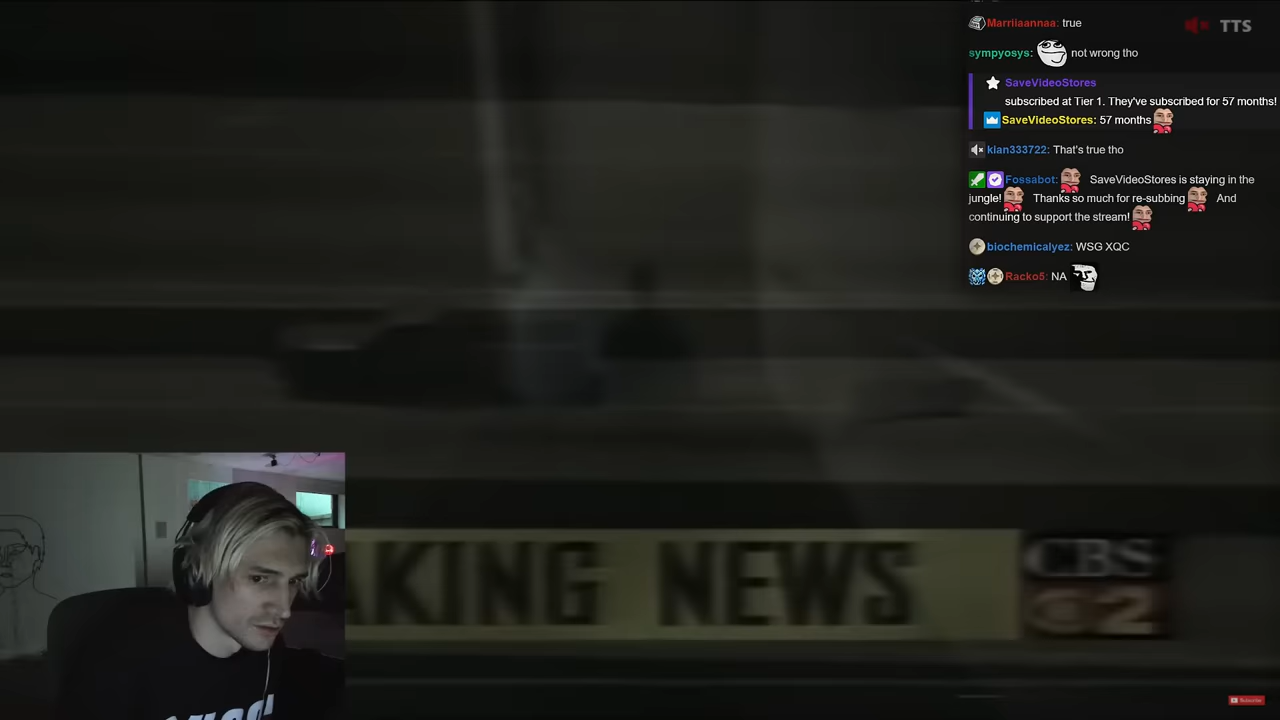 Marriiaannaa: true
TTS
sympyosys: not wrong tho
SaveVideoStores
subscribed at Tier 1. They've subscribed for 57 months!
SaveVideoStores: 57 months
kian333722: That's true tho
Fossabot: SaveVideoStores is staying in the
jungle! Thanks so much for re-subbing And
continuing to support the stream!
biochemicalyez: WSG XQC
Racko5: NA
AKING NEWS
CBS
2
Subscribe